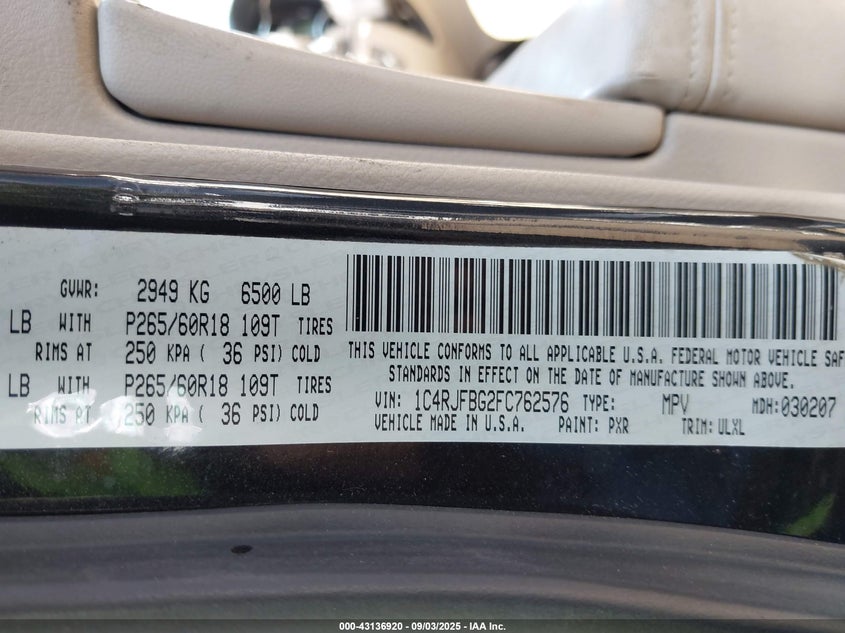 GVWR: 2949 KG 6500 LB
LB WITH P265/60R18 109T TIRES
RIMS AT 250 KPA ( 36 PSI) COLD
LB WITH P265/60R18 109T TIRES
RIMS AT 250 KPA ( 36 PSI) COLD
THIS VEHICLE CONFORMS TO ALL APPLICABLE U.S.A. FEDERAL MOTOR VEHICLE SAF
STANDARDS IN EFFECT ON THE DATE OF MANUFACTURE SHOWN ABOVE.
VIN: 1C4RJFBG2FC762576 TYPE: MPV MDH:030207
VEHICLE MADE IN U.S.A. PAINT: PXR TRIM: ULXL
000-43136920 - 09/03/2025 - IAA Inc.